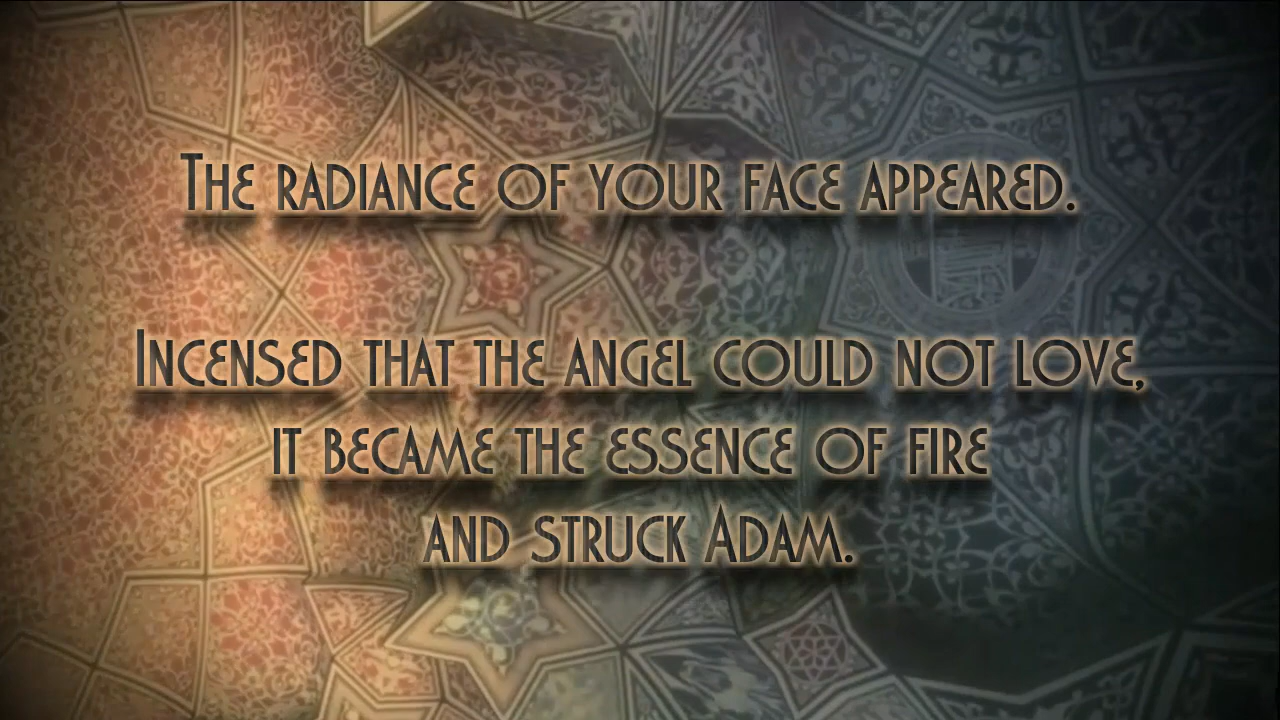 The radiance of your face appeared.
Incensed that the angel could not love,
it became the essence of fire
and struck Adam.